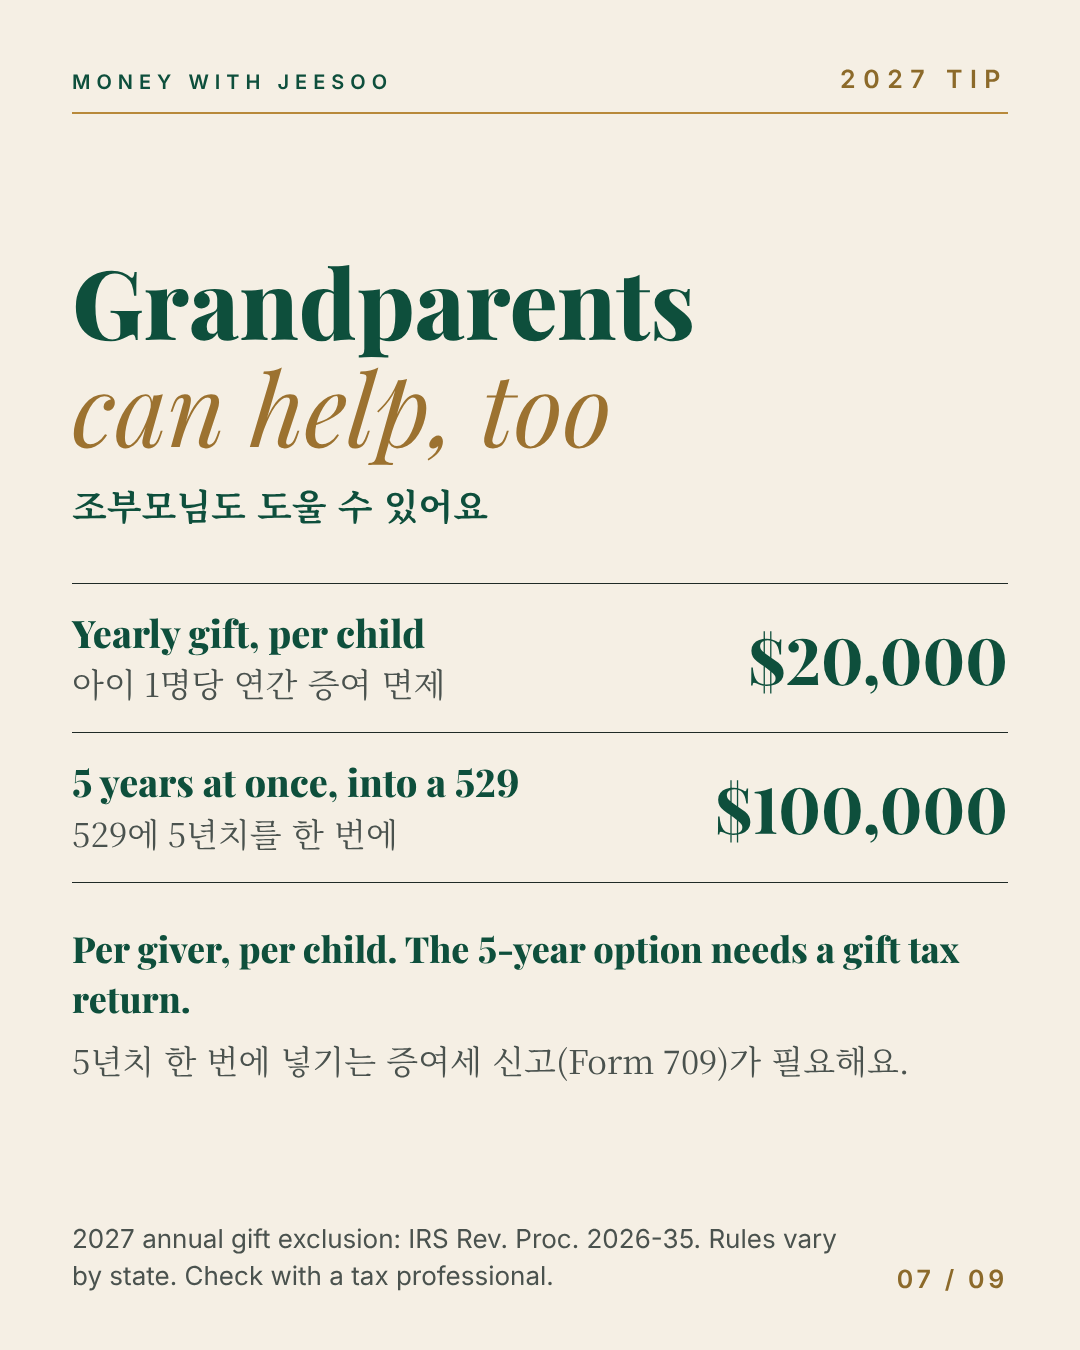 MONEY WITH JEESOO
2027 TIP
Grandparents
can help, too
조부모님도 도울 수 있어요
Yearly gift, per child
아이 1명당 연간 증여 면제
$20,000
5 years at once, into a 529
529에 5년치를 한 번에
$100,000
Per giver, per child. The 5-year option needs a gift tax
return.
5년치 한 번에 넣기는 증여세 신고(Form 709)가 필요해요.
2027 annual gift exclusion: IRS Rev. Proc. 2026-35. Rules vary
by state. Check with a tax professional.
07 / 09